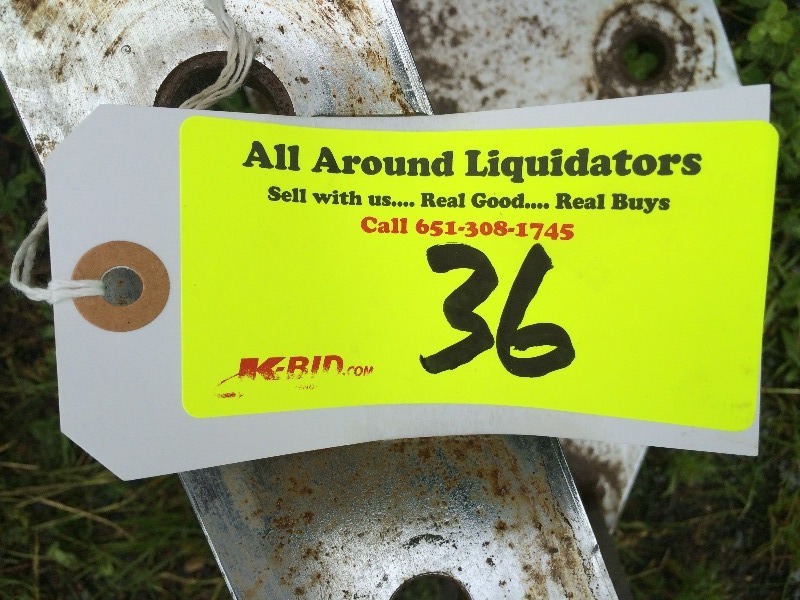 All Around Liquidators
Sell with us.... Real Good.... Real Buys
Call 651-308-1745
36
K-BID.COM